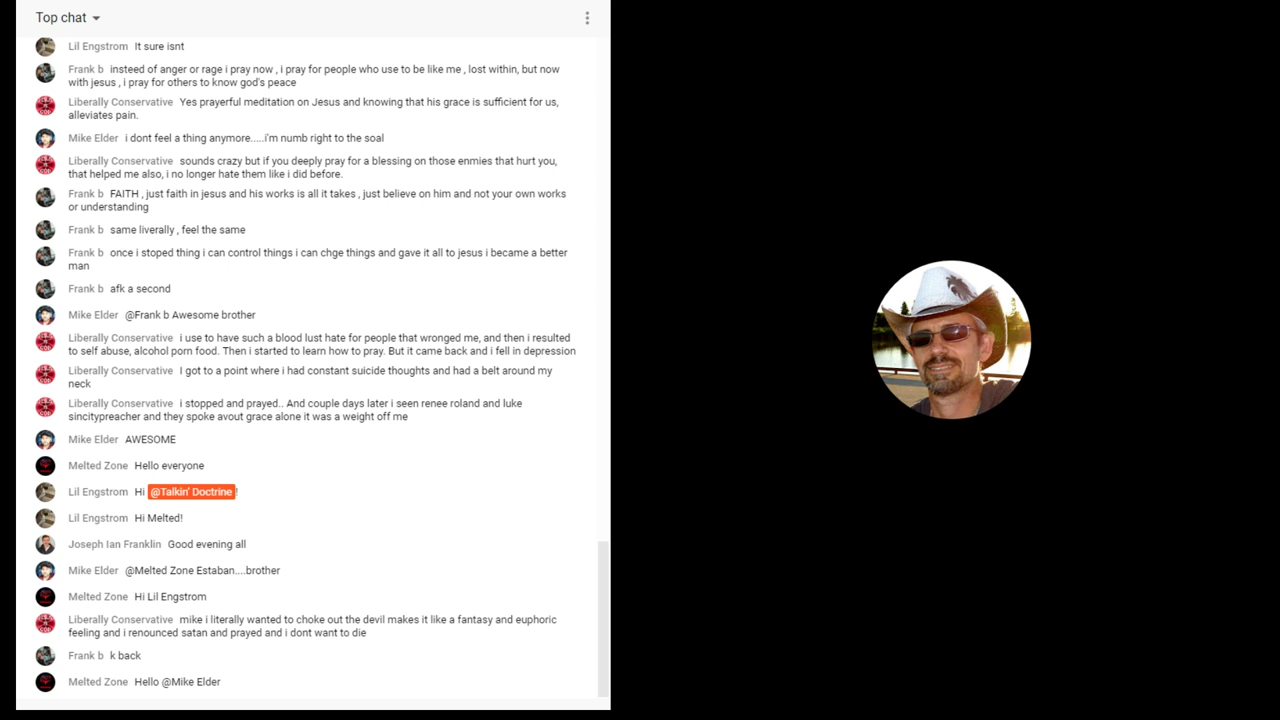 Top chat
Lil Engstrom It sure isnt
Frank b insteed of anger or rage i pray now , i pray for people who use to be like me , lost within, but now
with jesus , i pray for others to know god's peace
Liberally Conservative Yes prayerful meditation on Jesus and knowing that his grace is sufficient for us,
alleviates pain.
Mike Elder i dont feel a thing anymore.....i'm numb right to the soal
Liberally Conservative sounds crazy but if you deeply pray for a blessing on those enmies that hurt you,
that helped me also, i no longer hate them like i did before.
Frank b FAITH , just faith in jesus and his works is all it takes , just believe on him and not your own works
or understanding
Frank b same liverally , feel the same
Frank b once i stoped thing i can control things i can chge things and gave it all to jesus i became a better
man
Frank b afk a second
Mike Elder @Frank b Awesome brother
Liberally Conservative i use to have such a blood lust hate for people that wronged me, and then i resulted
to self abuse, alcohol porn food. Then i started to learn how to pray. But it came back and i fell in depression
Liberally Conservative I got to a point where i had constant suicide thoughts and had a belt around my
neck
Liberally Conservative i stopped and prayed.. And couple days later i seen renee roland and luke
sincitypreacher and they spoke avout grace alone it was a weight off me
Mike Elder AWESOME
Melted Zone Hello everyone
Lil Engstrom Hi @Talkin' Doctrine !
Lil Engstrom Hi Melted!
Joseph Ian Franklin Good evening all
Mike Elder @Melted Zone Estaban....brother
Melted Zone Hi Lil Engstrom
Liberally Conservative mike i literally wanted to choke out the devil makes it like a fantasy and euphoric
feeling and i renounced satan and prayed and i dont want to die
Frank b k back
Melted Zone Hello @Mike Elder